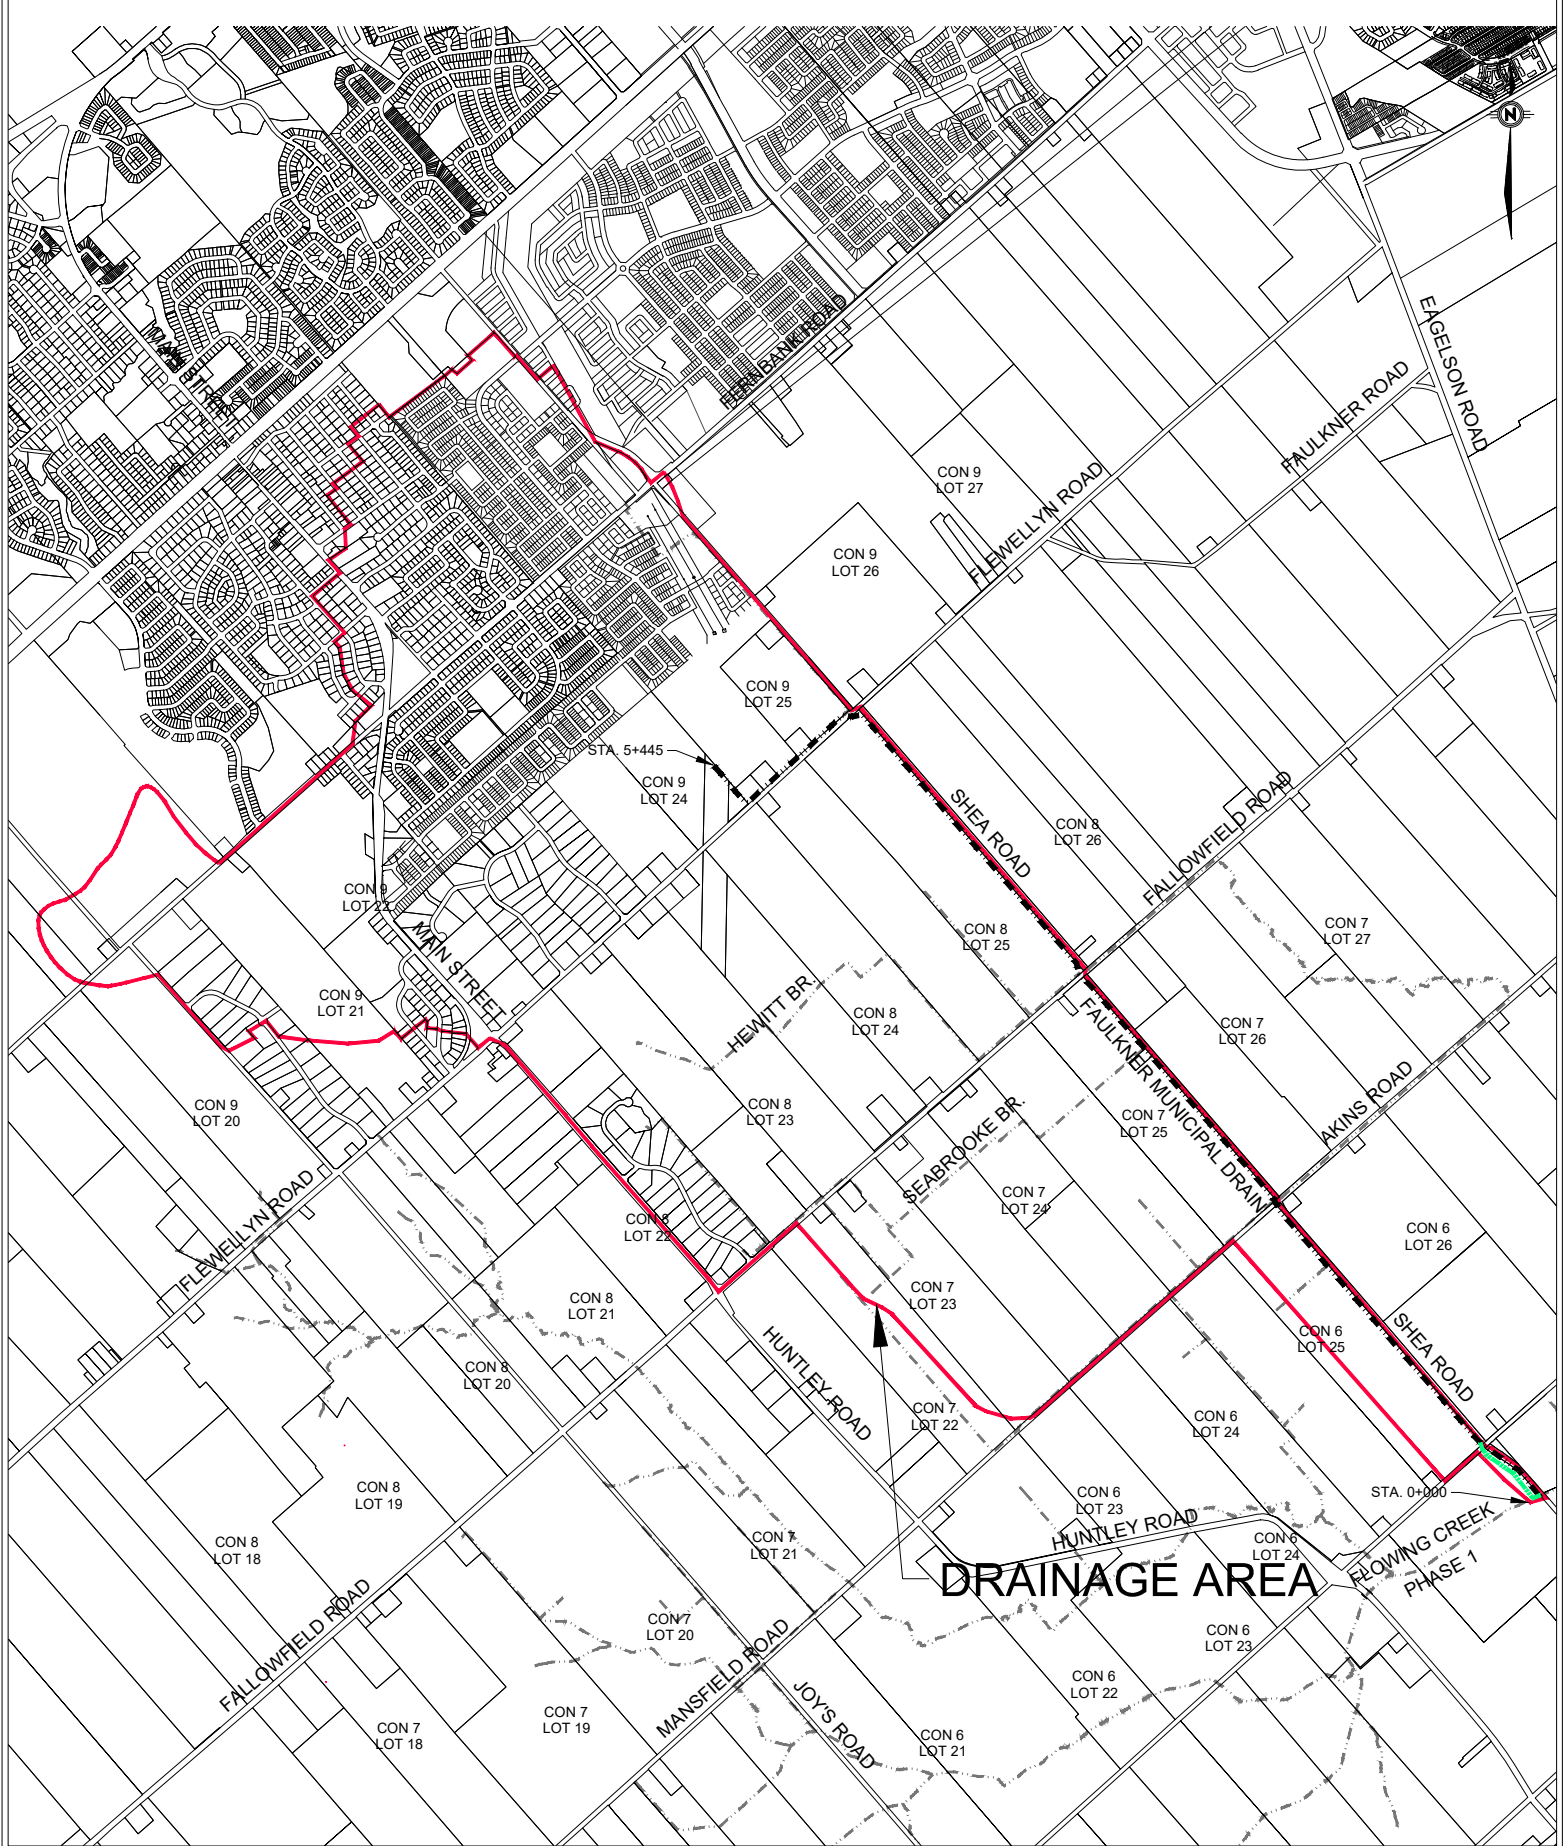 N
MAIN STREET
FERNBANK ROAD
EAGELSON ROAD
FAULKNER ROAD
CON 9
LOT 27
FLEWELLYN ROAD
CON 9
LOT 26
CON 9
LOT 25
STA. 5+445
CON 9
LOT 24
SHEA ROAD
CON 8
LOT 26
FALLOWFIELD ROAD
CON 9
LOT 22
MAIN STREET
CON 8
LOT 25
CON 7
LOT 27
CON 9
LOT 21
HEWITT BR.
CON 8
LOT 24
FAULKNER MUNICIPAL DRAIN
CON 7
LOT 26
CON 9
LOT 20
CON 8
LOT 23
SEABROOKE BR.
CON 7
LOT 25
AKINS ROAD
FLEWELLYN ROAD
CON 8
LOT 22
CON 7
LOT 24
CON 6
LOT 26
CON 8
LOT 21
CON 7
LOT 23
CON 6
LOT 25
SHEA ROAD
HUNTLEY ROAD
CON 8
LOT 20
CON 7
LOT 22
CON 6
LOT 24
CON 8
LOT 19
CON 6
LOT 23
STA. 0+000
HUNTLEY ROAD
CON 8
LOT 18
CON 7
LOT 21
CON 6
LOT 24
FLOWING CREEK
PHASE 1
DRAINAGE AREA
FALLOWFIELD ROAD
CON 7
LOT 20
MANSFIELD ROAD
CON 6
LOT 23
CON 6
LOT 22
JOY'S ROAD
CON 7
LOT 19
CON 7
LOT 18
CON 6
LOT 21